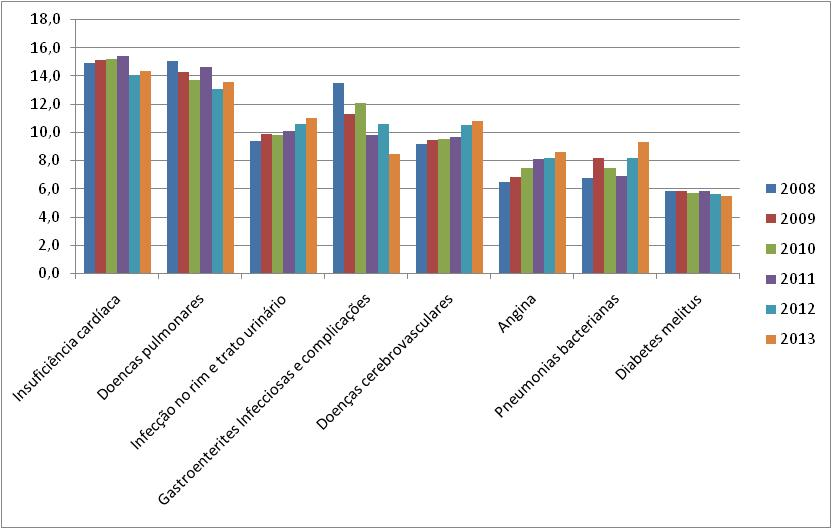 18,0
16,0
14,0
12,0
10,0
8,0
6,0
4,0
2,0
0,0
Insuficiência cardíaca
Doencas pulmonares
Infecção no rim e trato urinário
Gastroenterites Infecciosas e complicações
Doenças cerebrovasculares
Angina
Pneumonias bacterianas
Diabetes melitus
2008
2009
2010
2011
2012
2013